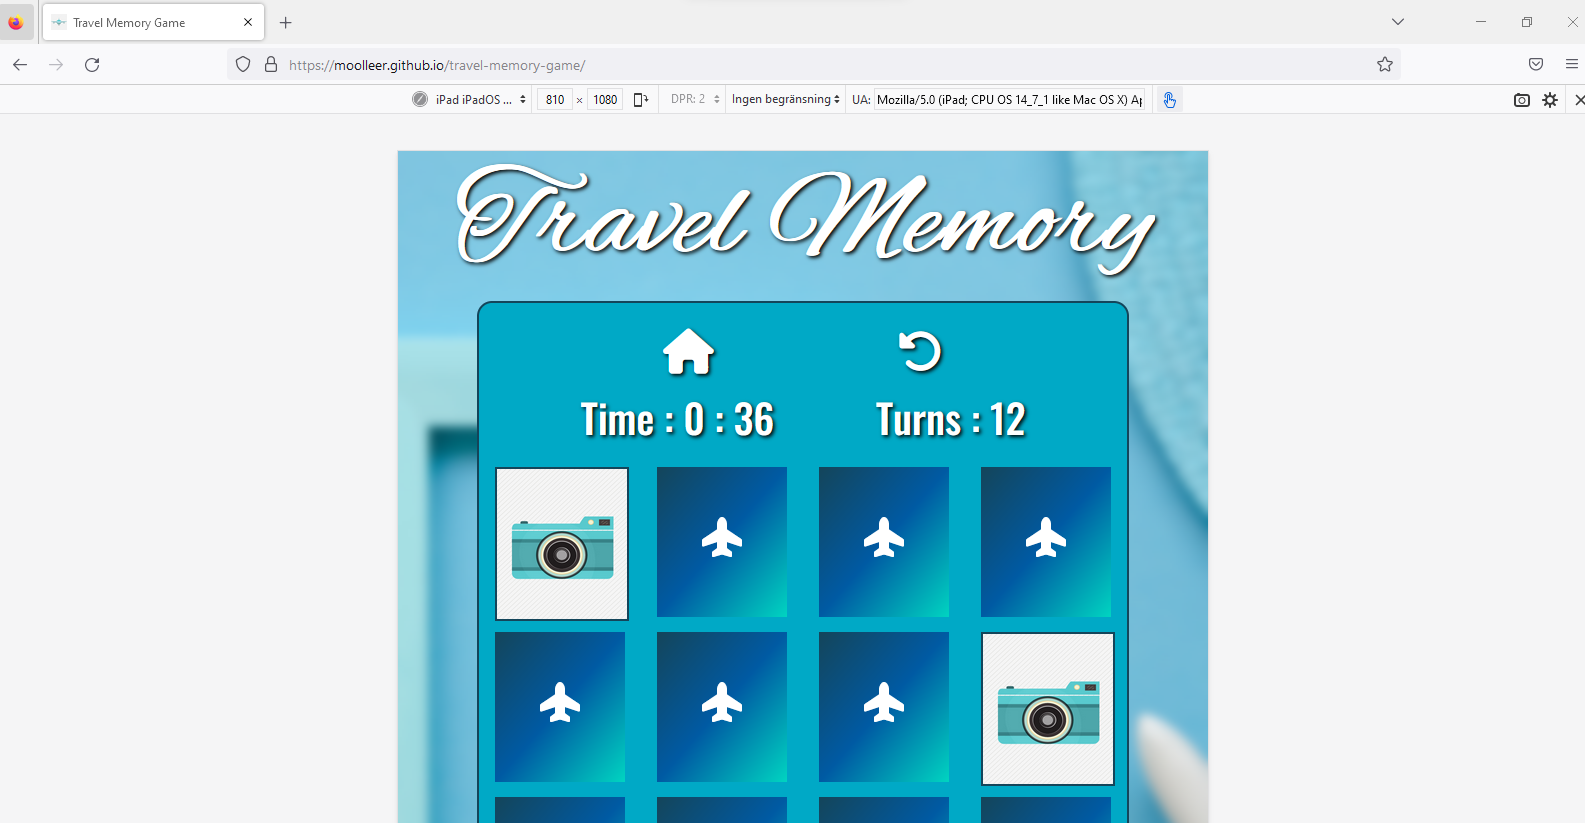 Travel Memory Game
https://moolleer.github.io/travel-memory-game/
iPad iPadOS ... 810 × 1080 DPR: 2 Ingen begränsning UA: Mozilla/5.0 (iPad; CPU OS 14_7_1 like Mac OS X) Ap
Travel Memory
Time : 0 : 36 Turns : 12